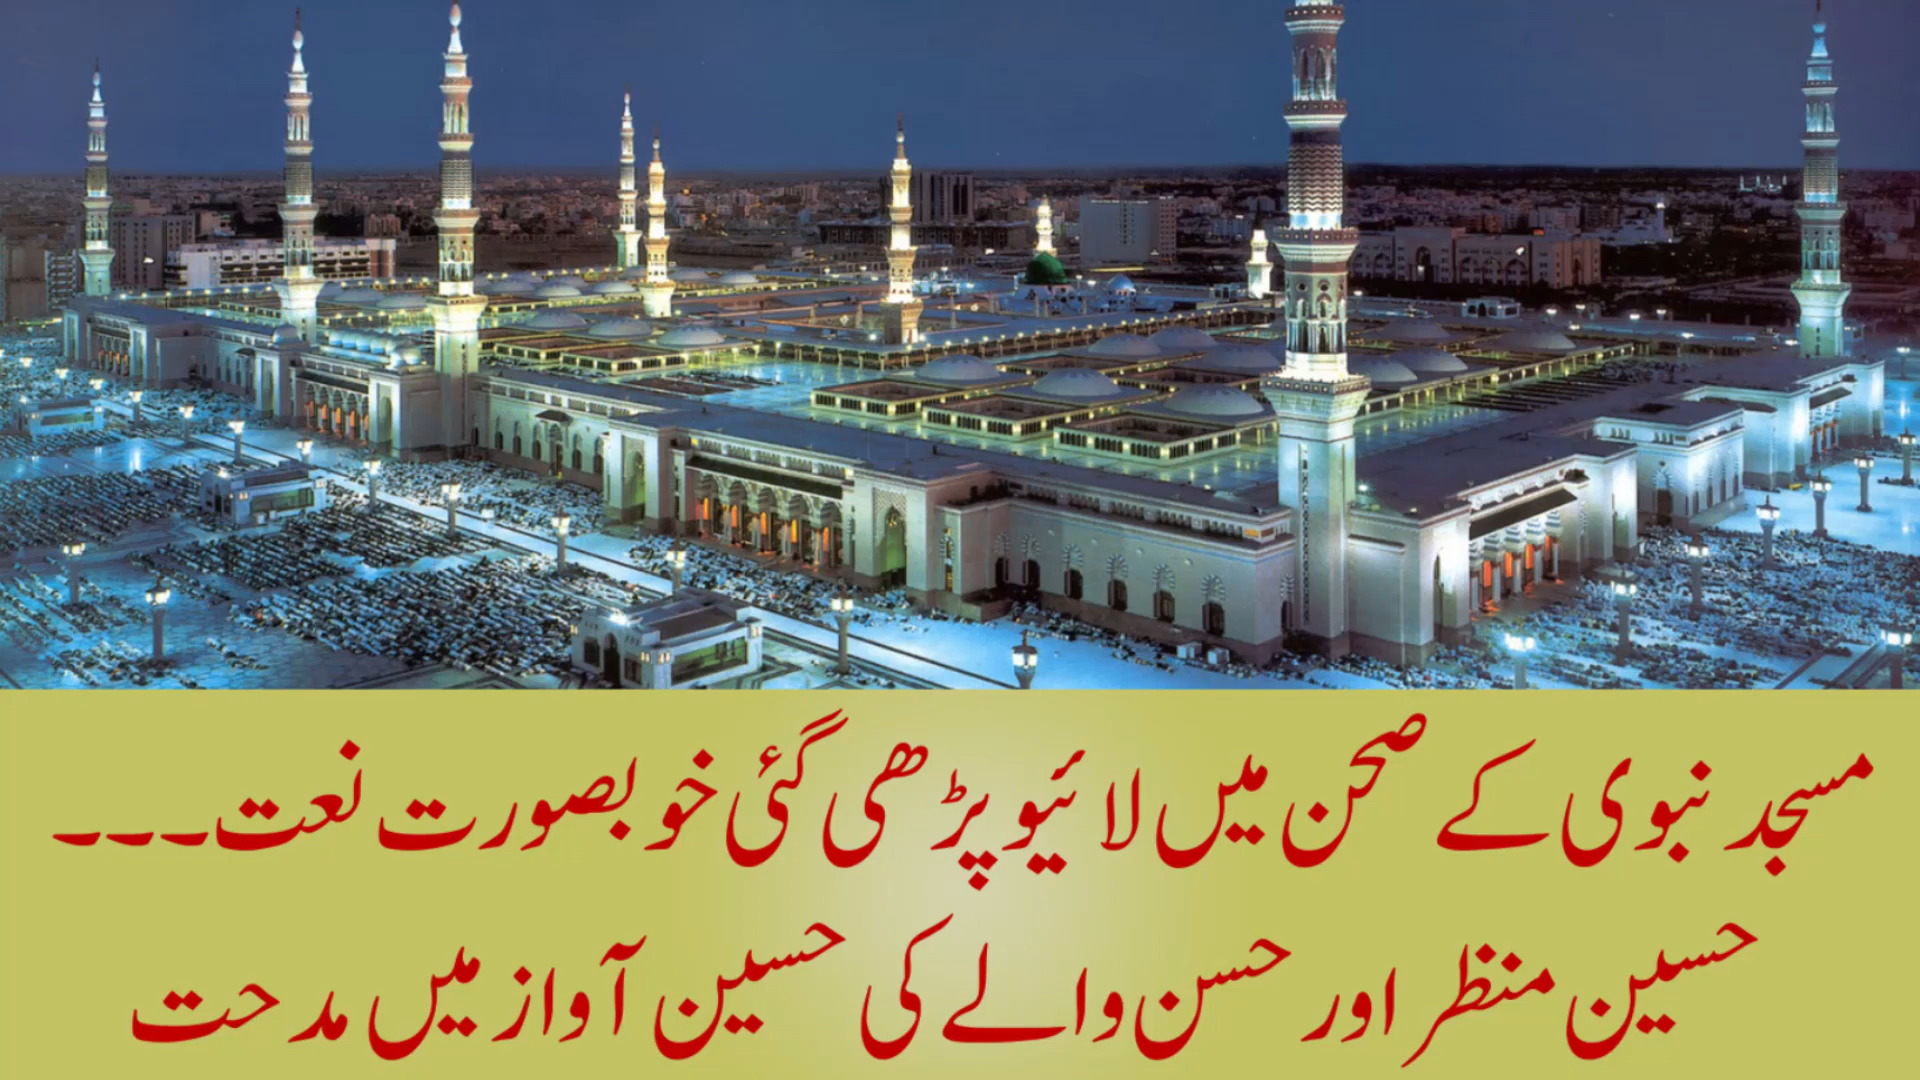 مسجد نبوی کے صحن میں لائیو پڑھی گئی خوبصورت نعت۔۔۔
حسین منظر اور حسن والے کی حسین آواز میں مدحت